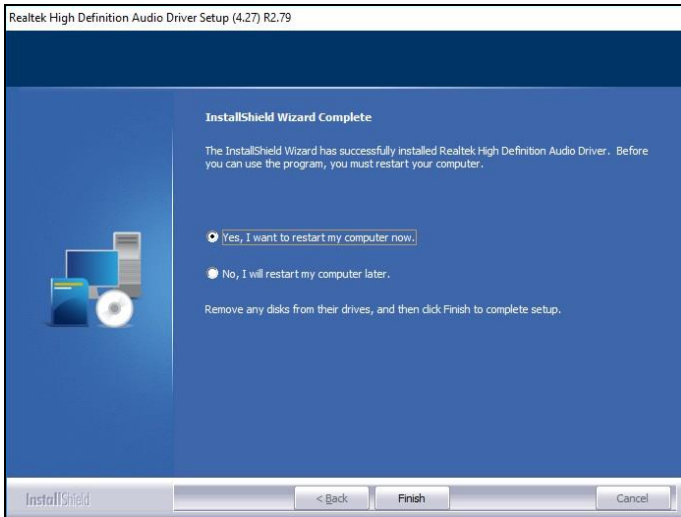 Realtek High Definition Audio Driver Setup (4.27) R2.79
InstallShield Wizard Complete
The InstallShield Wizard has successfully installed Realtek High Definition Audio Driver. Before
you can use the program, you must restart your computer.
Yes, I want to restart my computer now.
No, I will restart my computer later.
Remove any disks from their drives, and then click Finish to complete setup.
InstallShield
< Back
Finish
Cancel